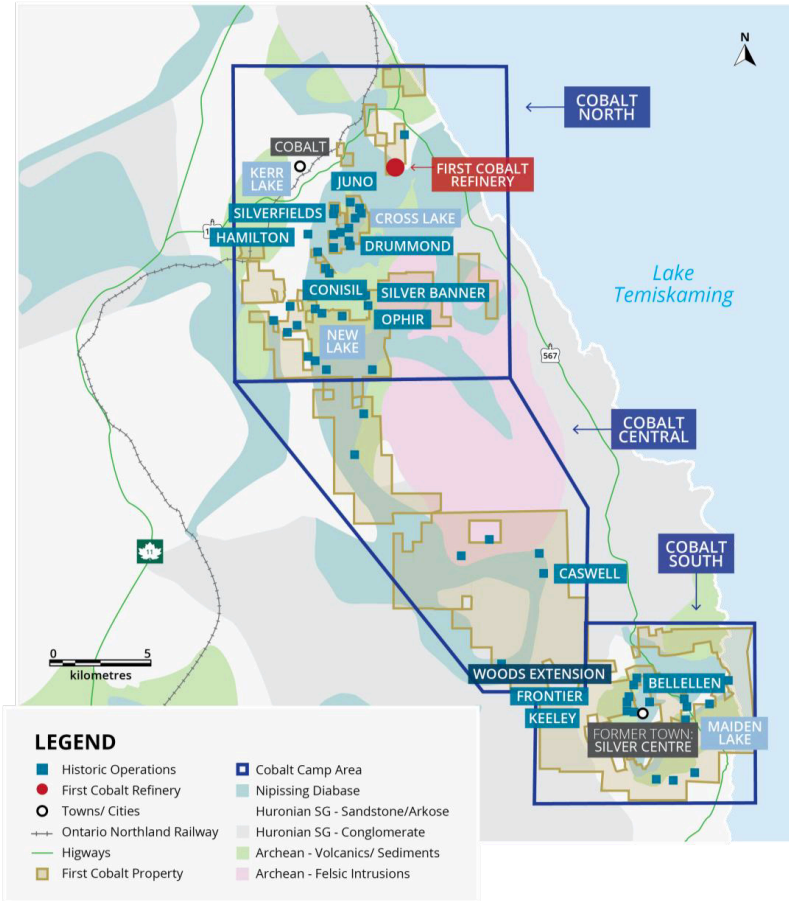 N
COBALT
NORTH
COBALT
KERR
LAKE
FIRST COBALT
REFINERY
JUNO
SILVERFIELDS
CROSS LAKE
HAMILTON
DRUMMOND
Lake
Temiskaming
CONISIL
SILVER BANNER
OPHIR
NEW
LAKE
567
COBALT
CENTRAL
11
COBALT
SOUTH
CASWELL
0 5
kilometres
WOODS EXTENSION
BELLELLEN
FRONTIER
KEELEY
FORMER TOWN:
SILVER CENTRE
MAIDEN
LAKE
LEGEND
Historic Operations
First Cobalt Refinery
Towns/ Cities
Ontario Northland Railway
Higways
First Cobalt Property
Cobalt Camp Area
Nipissing Diabase
Huronian SG - Sandstone/Arkose
Huronian SG - Conglomerate
Archean - Volcanics/ Sediments
Archean - Felsic Intrusions